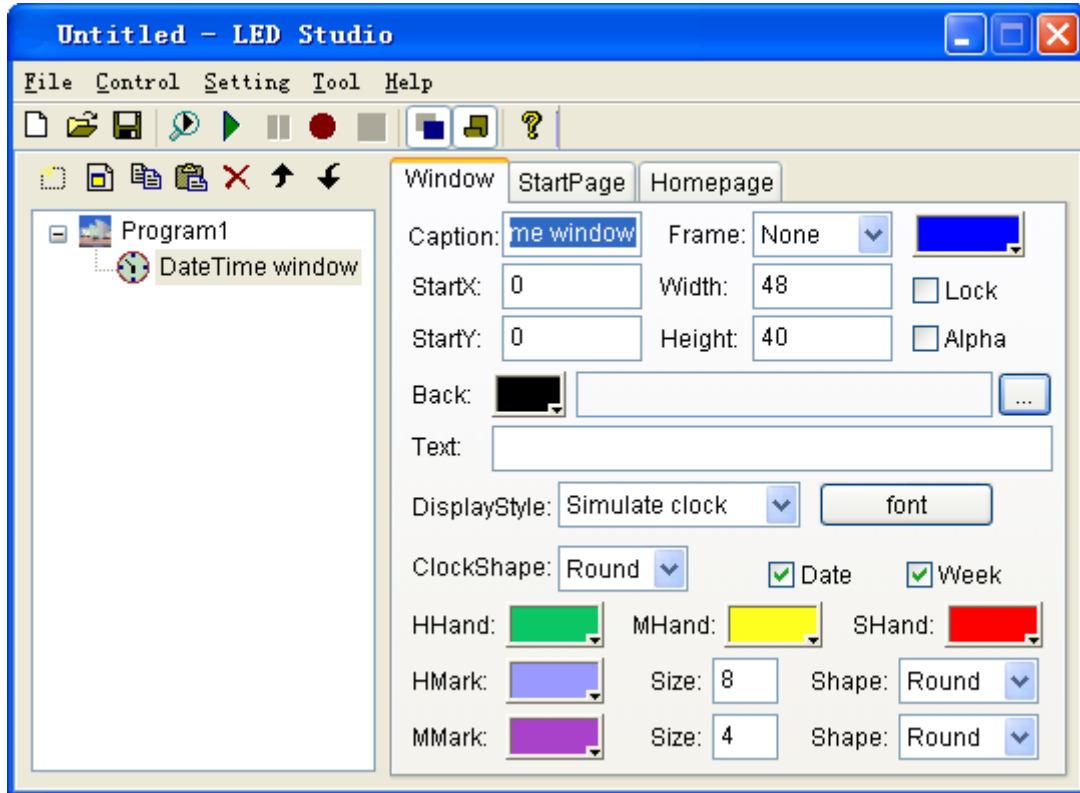 Untitled - LED Studio
File Control Setting Tool Help
Window StartPage Homepage
Program1
DateTime window
Caption: me window Frame: None
StartX: 0 Width: 48 Lock
StartY: 0 Height: 40 Alpha
Back: ...
Text:
DisplayStyle: Simulate clock font
ClockShape: Round Date Week
HHand: MHand: SHand:
HMark: Size: 8 Shape: Round
MMark: Size: 4 Shape: Round